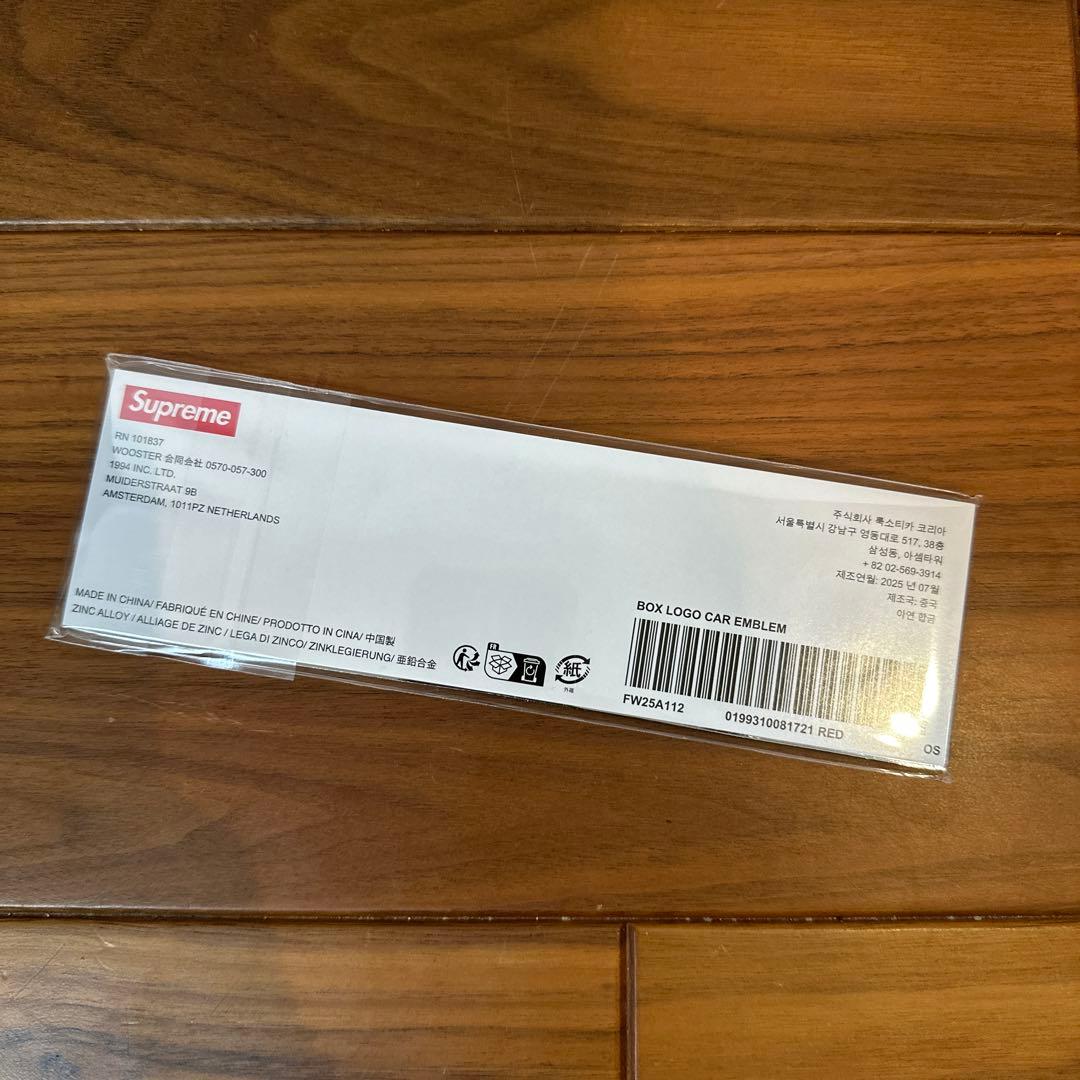 Supreme
RN 101837
WOOSTER 合同会社 0570-057-300
1994 INC. LTD.
MUIDERSTRAAT 9B
AMSTERDAM, 1011PZ NETHERLANDS
주식회사 룩소티카 코리아
서울특별시 강남구 영동대로 517, 38층
삼성동, 아셈타워
+ 82 02-569-3914
제조연월: 2025 년 07월
제조국: 중국
아연 합금
MADE IN CHINA/ FABRIQUÉ EN CHINE/ PRODOTTO IN CINA/ 中国製
ZINC ALLOY/ ALLIAGE DE ZINC / LEGA DI ZINCO/ ZINKLEGIERUNG/ 亜鉛合金
FR
紙
外箱
BOX LOGO CAR EMBLEM
FW25A112
0199310081721 RED
OS